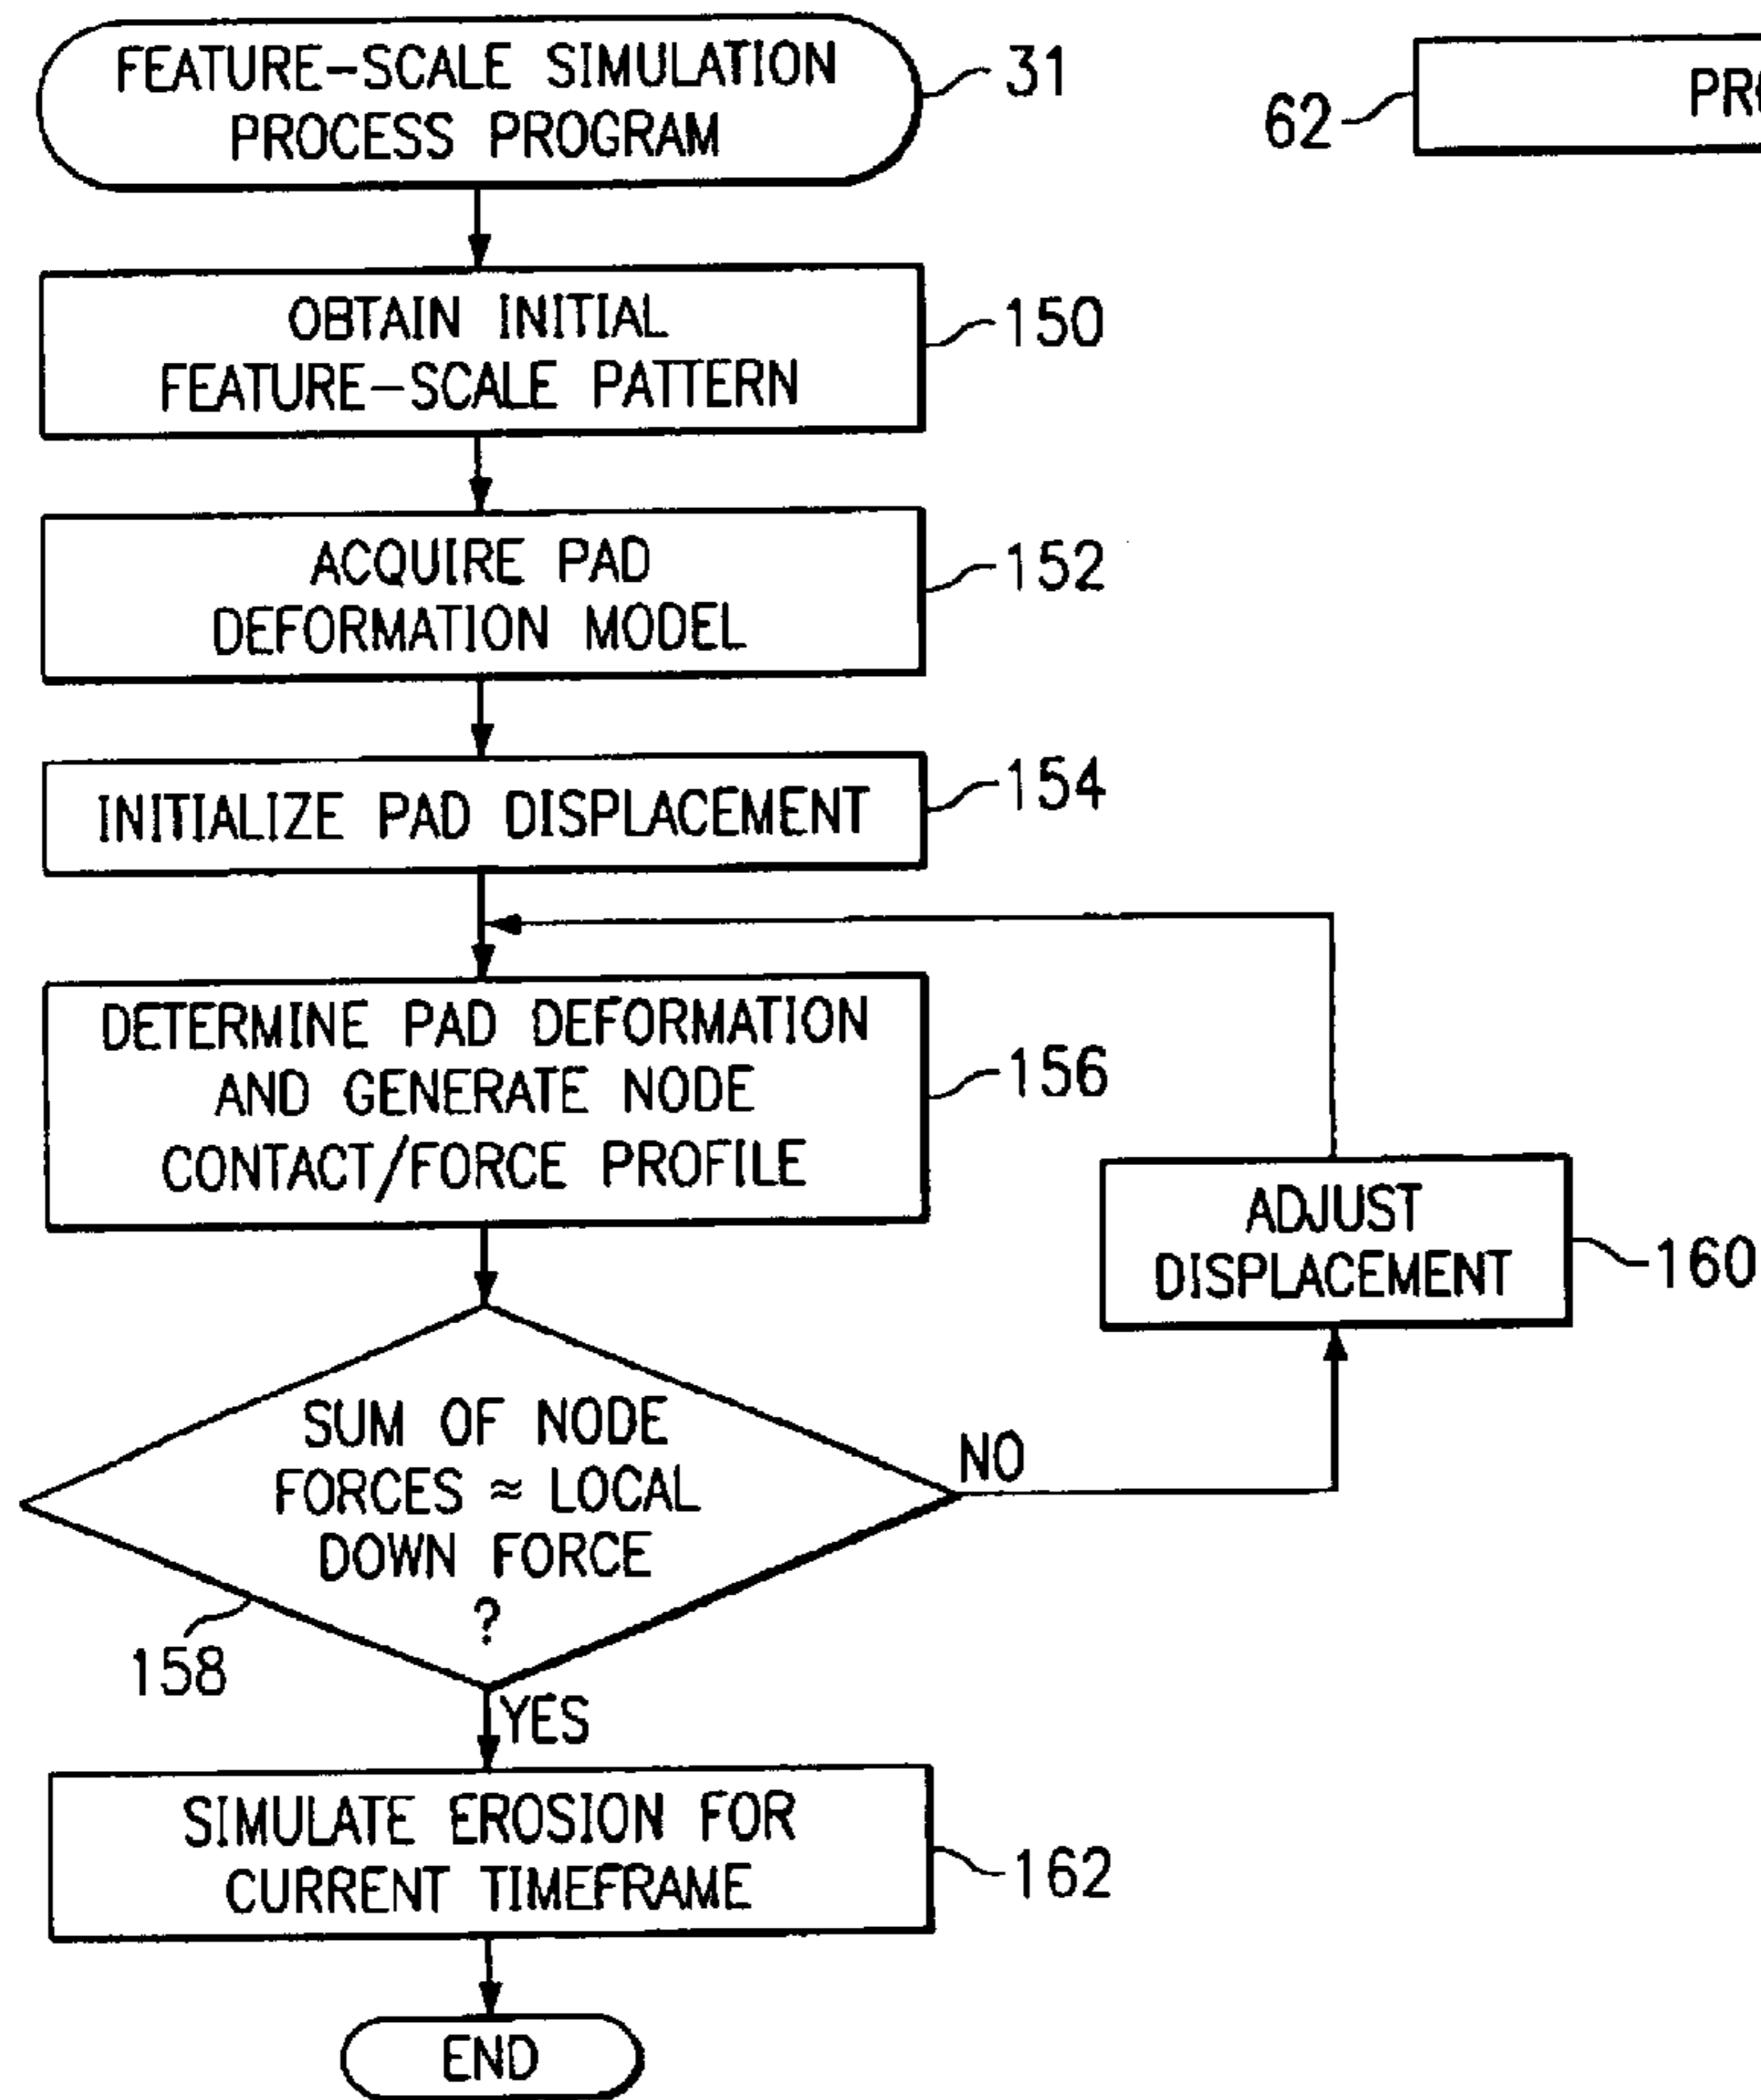 FEATURE-SCALE SIMULATION
PROCESS PROGRAM
31
62
OBTAIN INITIAL
FEATURE-SCALE PATTERN
150
ACQUIRE PAD
DEFORMATION MODEL
152
INITIALIZE PAD DISPLACEMENT
154
DETERMINE PAD DEFORMATION
AND GENERATE NODE
CONTACT/FORCE PROFILE
156
ADJUST
DISPLACEMENT
160
SUM OF NODE
FORCES ≈ LOCAL
DOWN FORCE
?
NO
158
YES
SIMULATE EROSION FOR
CURRENT TIMEFRAME
162
END